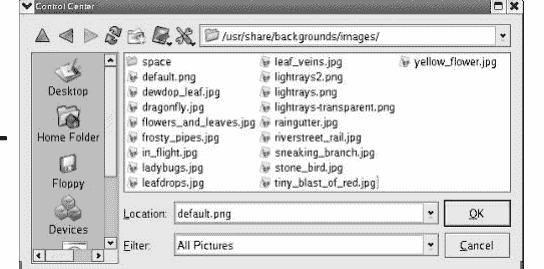 Control Center
/usr/share/backgrounds/images/
Desktop
Home Folder
Floppy
Devices
space
default.png
dewdop_leaf.jpg
dragonfly.jpg
flowers_and_leaves.jpg
frosty_pipes.jpg
in_flight.jpg
ladybugs.jpg
leafdrops.jpg
leaf_veins.jpg
lightrays2.png
lightrays.png
lightrays-transparent.png
raingutter.jpg
riverstreet_rail.jpg
sneaking_branch.jpg
stone_bird.jpg
tiny_blast_of_red.jpg
yellow_flower.jpg
Location: default.png OK
Filter: All Pictures Cancel